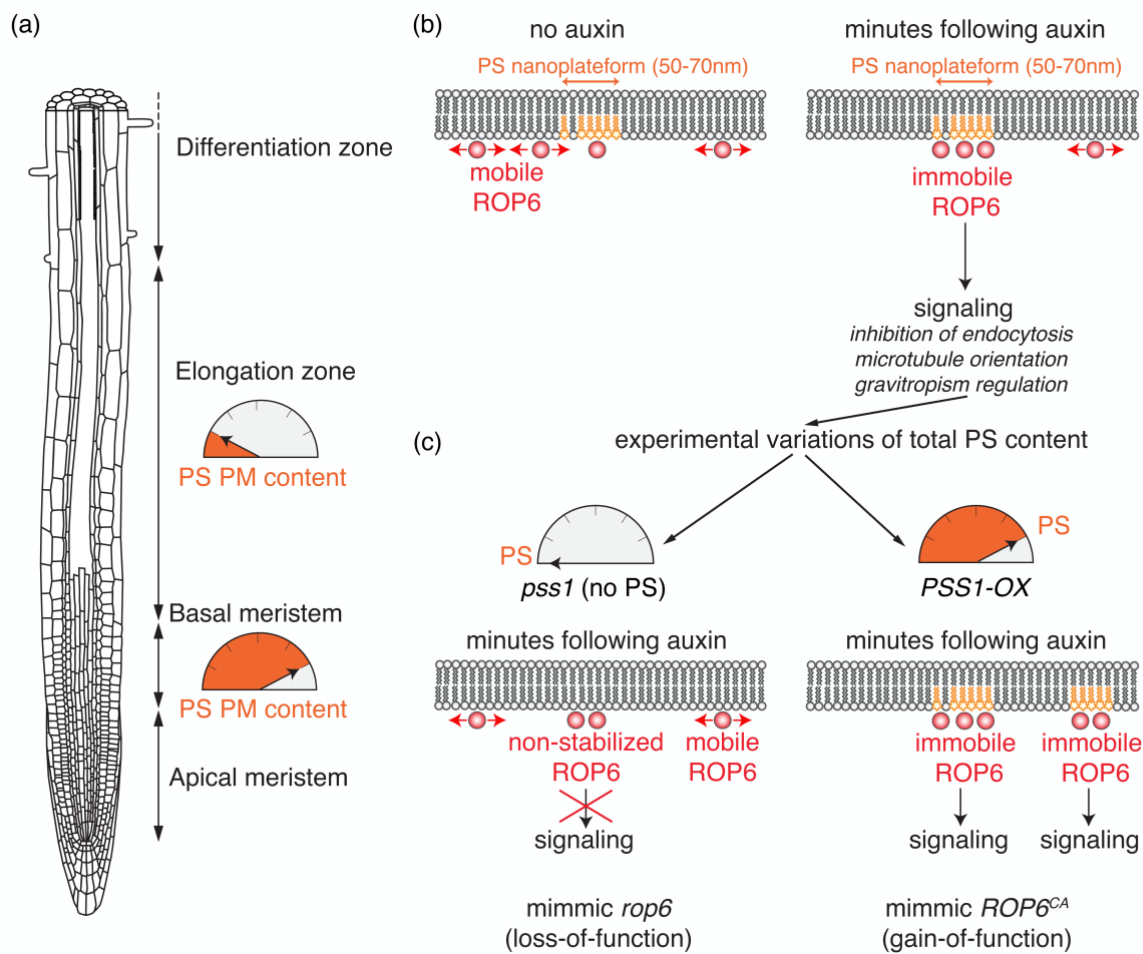 (a)
Differentiation zone
Elongation zone
PS PM content
Basal meristem
PS PM content
Apical meristem
(b)
no auxin
PS nanoplateform (50-70nm)
mobile
ROP6
minutes following auxin
PS nanoplateform (50-70nm)
immobile
ROP6
signaling
inhibition of endocytosis
microtubule orientation
gravitropism regulation
(c)
experimental variations of total PS content
PS
pss1 (no PS)
PS
PSS1-OX
minutes following auxin
non-stabilized
ROP6
mobile
ROP6
signaling
mimmic rop6
(loss-of-function)
minutes following auxin
immobile
ROP6
immobile
ROP6
signaling
signaling
mimmic ROP6CA
(gain-of-function)